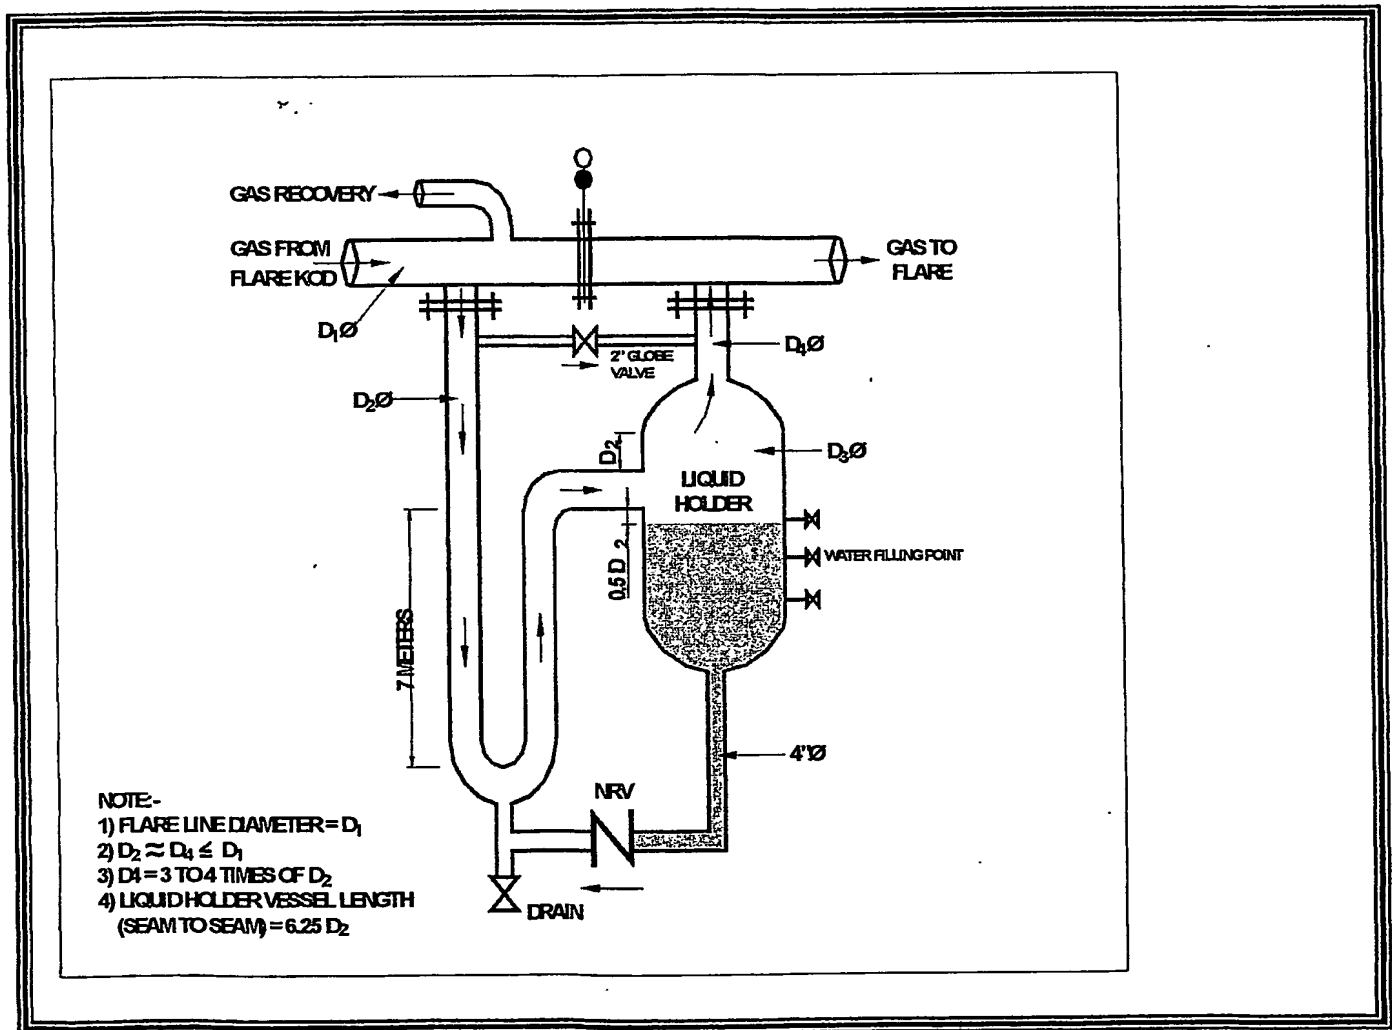 GAS RECOVERY
GAS FROM
FLARE KOD
GAS TO
FLARE
D1Ø
2" GLOBE
VALVE
D4Ø
D2Ø
D2
D3Ø
LIQUID
HOLDER
0.5 D2
WATER FILLING POINT
7 METERS
4"Ø
NRV
DRAIN
NOTE:-
1) FLARE LINE DIAMETER = D1
2) D2 ≈ D4 ≤ D1
3) D4 = 3 TO 4 TIMES OF D2
4) LIQUID HOLDER VESSEL LENGTH
(SEAM TO SEAM) = 6.25 D2